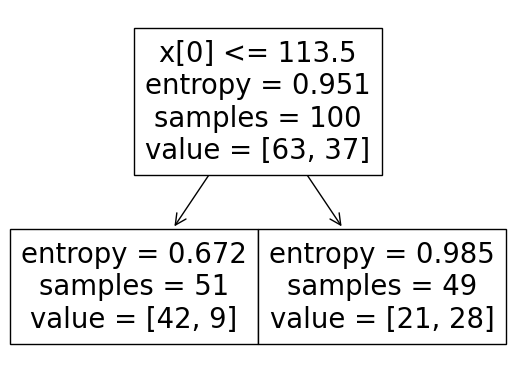 x[0] <= 113.5
entropy = 0.951
samples = 100
value = [63, 37]
entropy = 0.672
samples = 51
value = [42, 9]
entropy = 0.985
samples = 49
value = [21, 28]